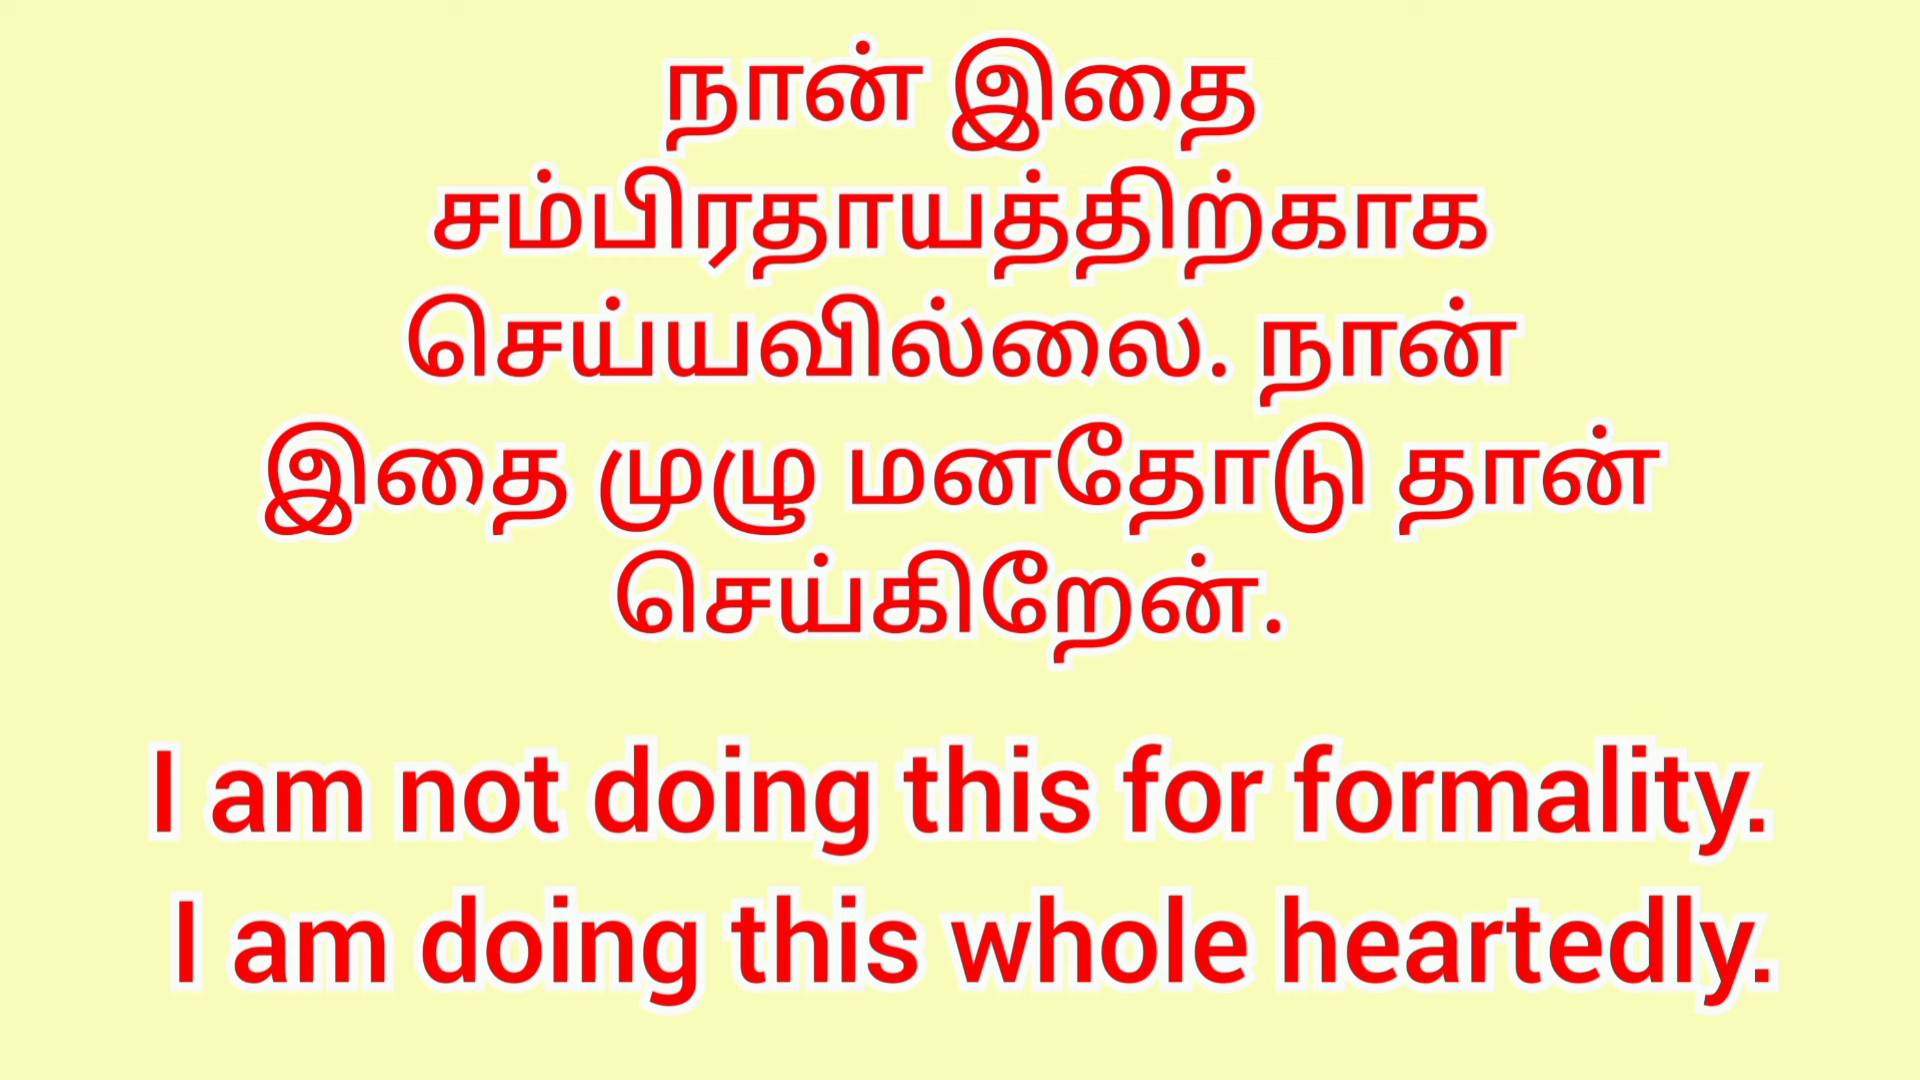 நான் இதை
சம்பிரதாயத்திற்காக
செய்யவில்லை. நான்
இதை முழு மனதோடு தான்
செய்கிறேன்.
I am not doing this for formality.
I am doing this whole heartedly.